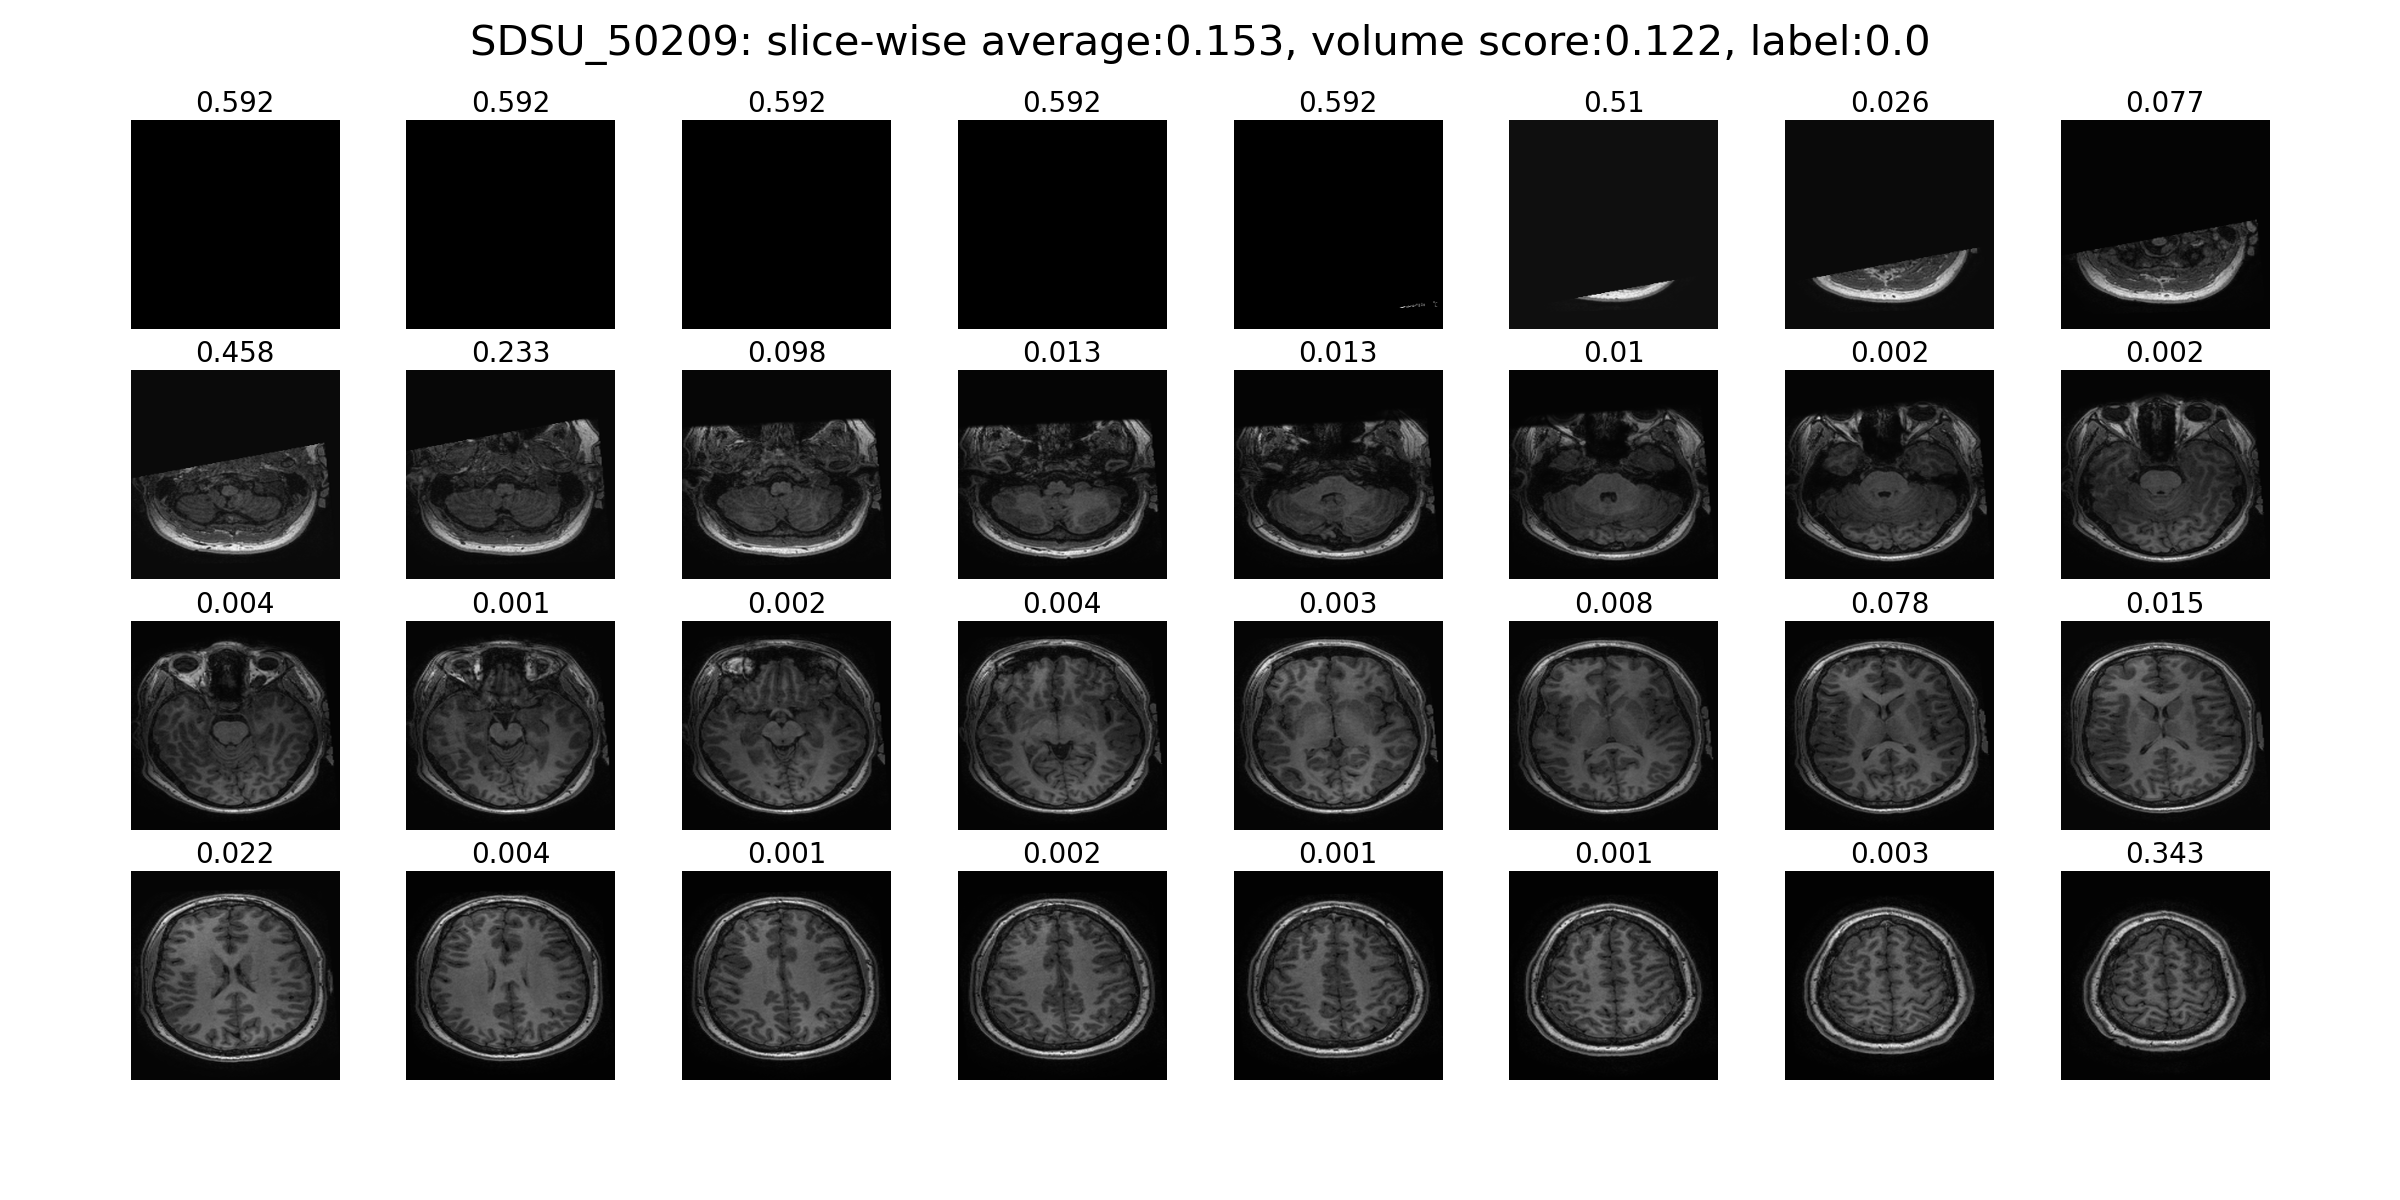 SDSU_50209: slice-wise average:0.153, volume score:0.122, label:0.0
0.592 0.592 0.592 0.592 0.592 0.51 0.026 0.077
0.458 0.233 0.098 0.013 0.013 0.01 0.002 0.002
0.004 0.001 0.002 0.004 0.003 0.008 0.078 0.015
0.022 0.004 0.001 0.002 0.001 0.001 0.003 0.343